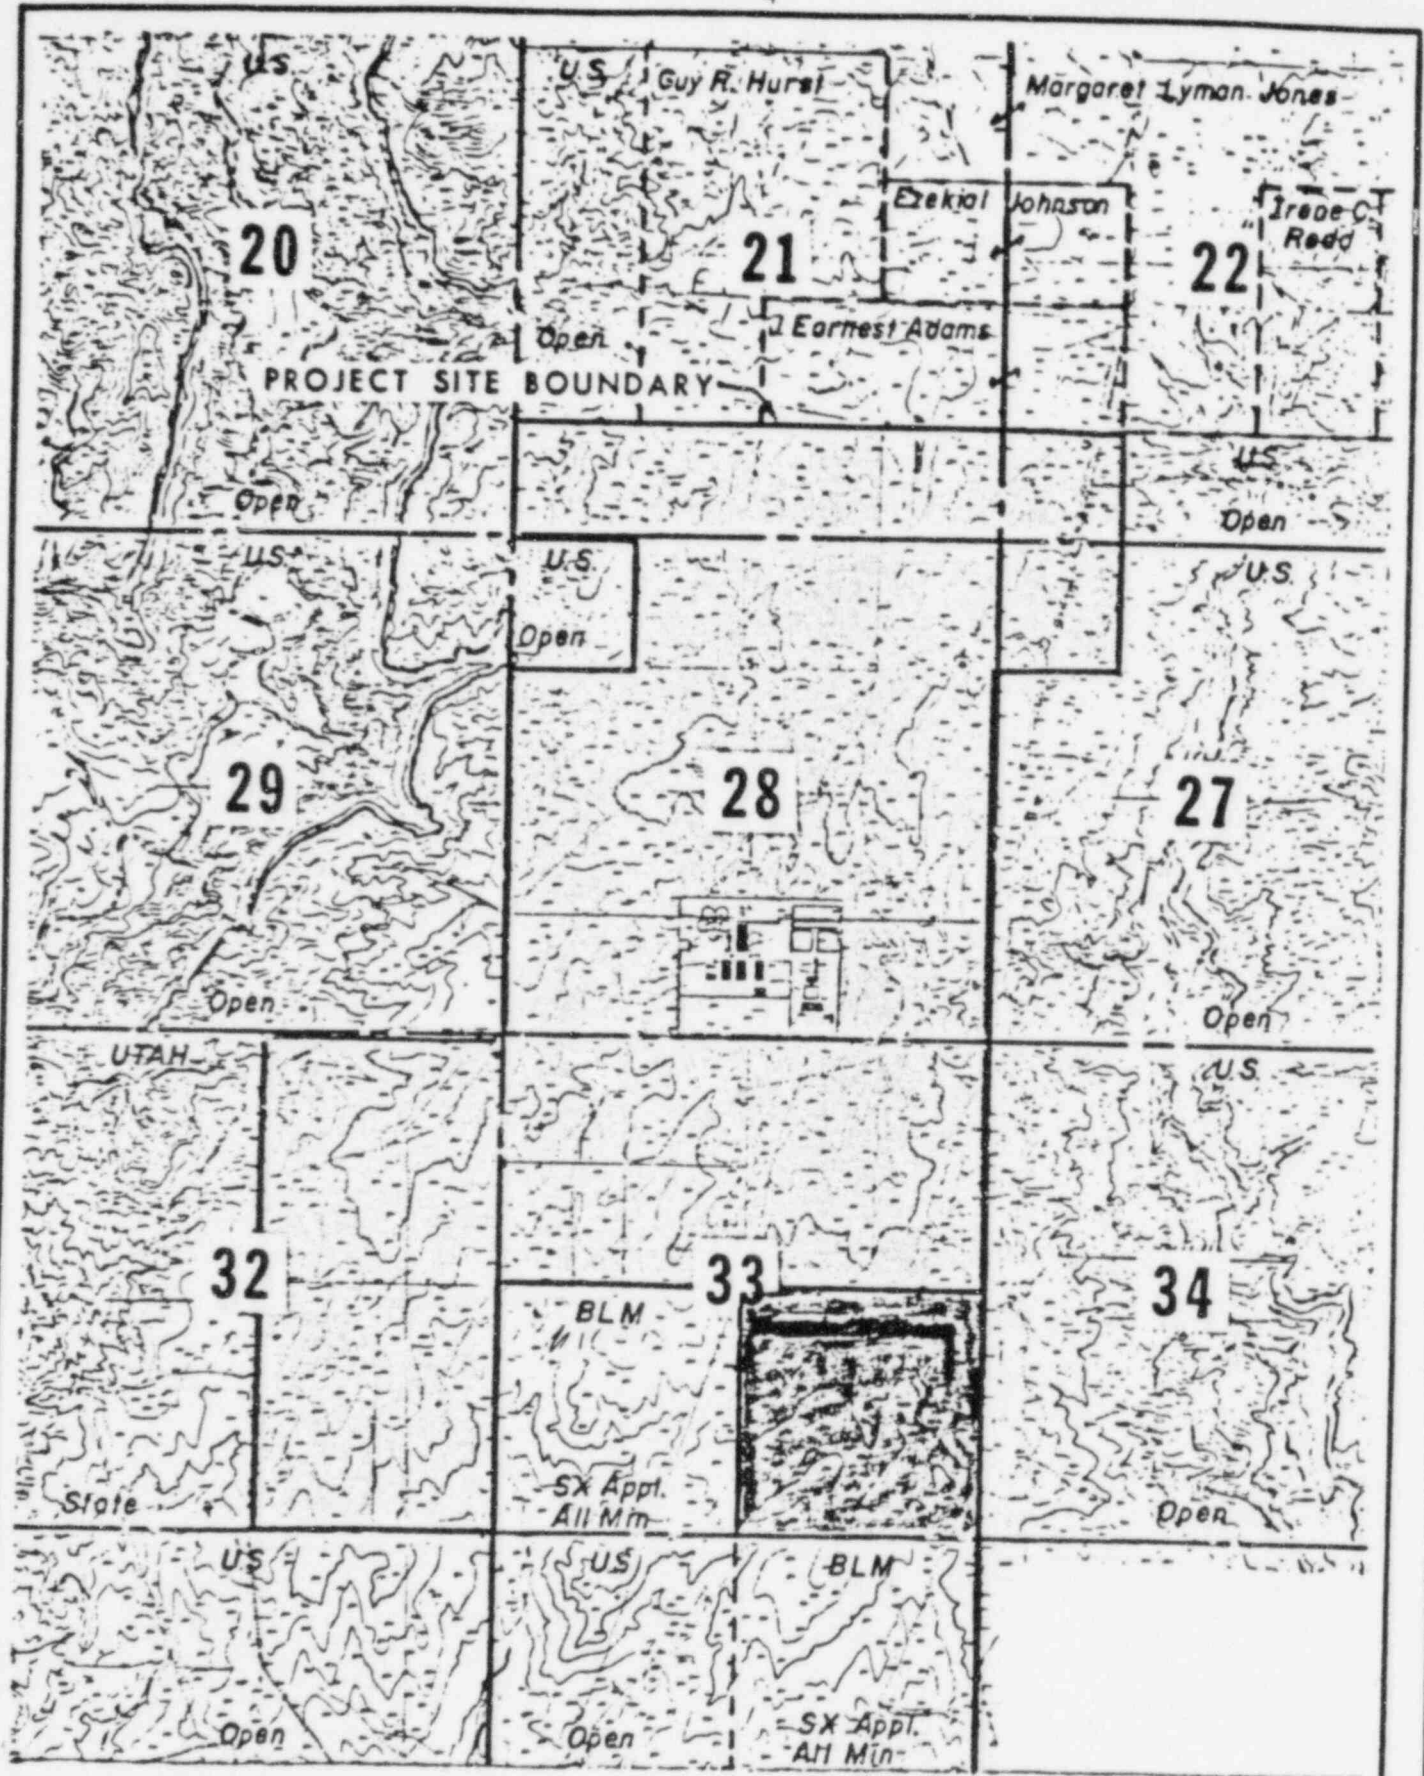 U.S.
U.S.
Guy R. Hurst
Margaret Lyman Jones
Ezekial Johnson
Irene C.
Redd
20
21
22
Open
J. Earnest Adams
PROJECT SITE BOUNDARY
Open
U.S.
Open
U.S.
U.S.
U.S.
Open
29
28
27
Open
Open
UTAH
U.S.
32
33
34
BLM
SX Appl.
All Min
State
Open
U.S.
U.S.
BLM
Open
Open
SX Appl.
All Min